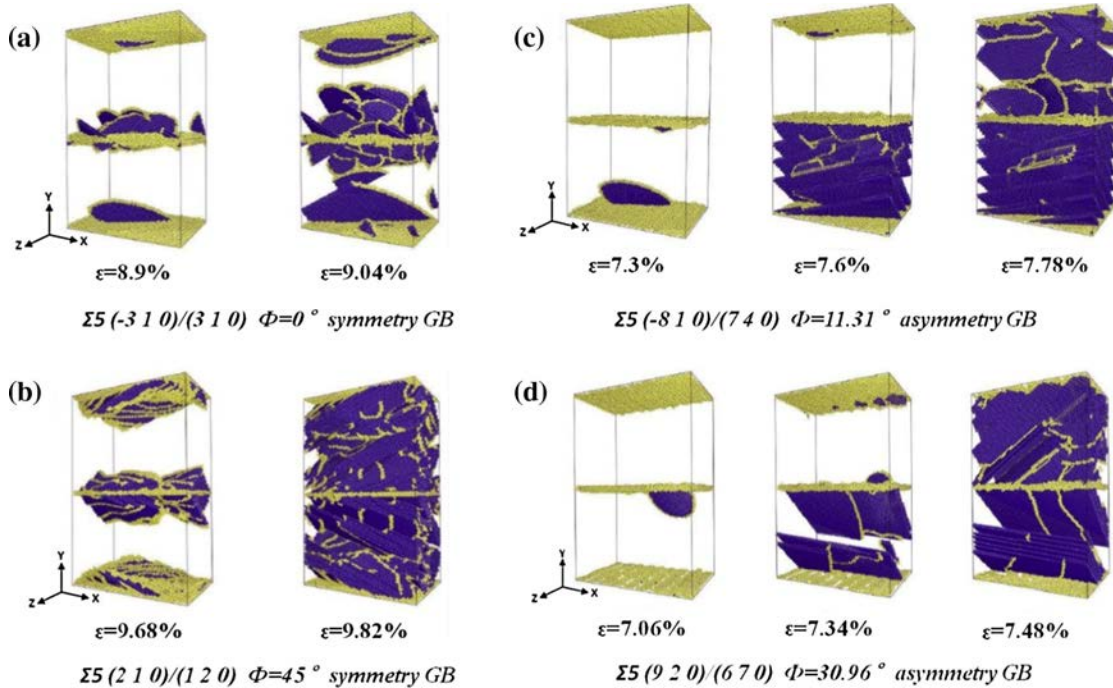 (a)
Y
Z X
ε=8.9% ε=9.04%
Σ5 (-3 1 0)/(3 1 0) Φ=0 ° symmetry GB
(b)
Y
Z X
ε=9.68% ε=9.82%
Σ5 (2 1 0)/(1 2 0) Φ=45 ° symmetry GB
(c)
Y
Z X
ε=7.3% ε=7.6% ε=7.78%
Σ5 (-8 1 0)/(7 4 0) Φ=11.31 ° asymmetry GB
(d)
Y
Z X
ε=7.06% ε=7.34% ε=7.48%
Σ5 (9 2 0)/(6 7 0) Φ=30.96 ° asymmetry GB